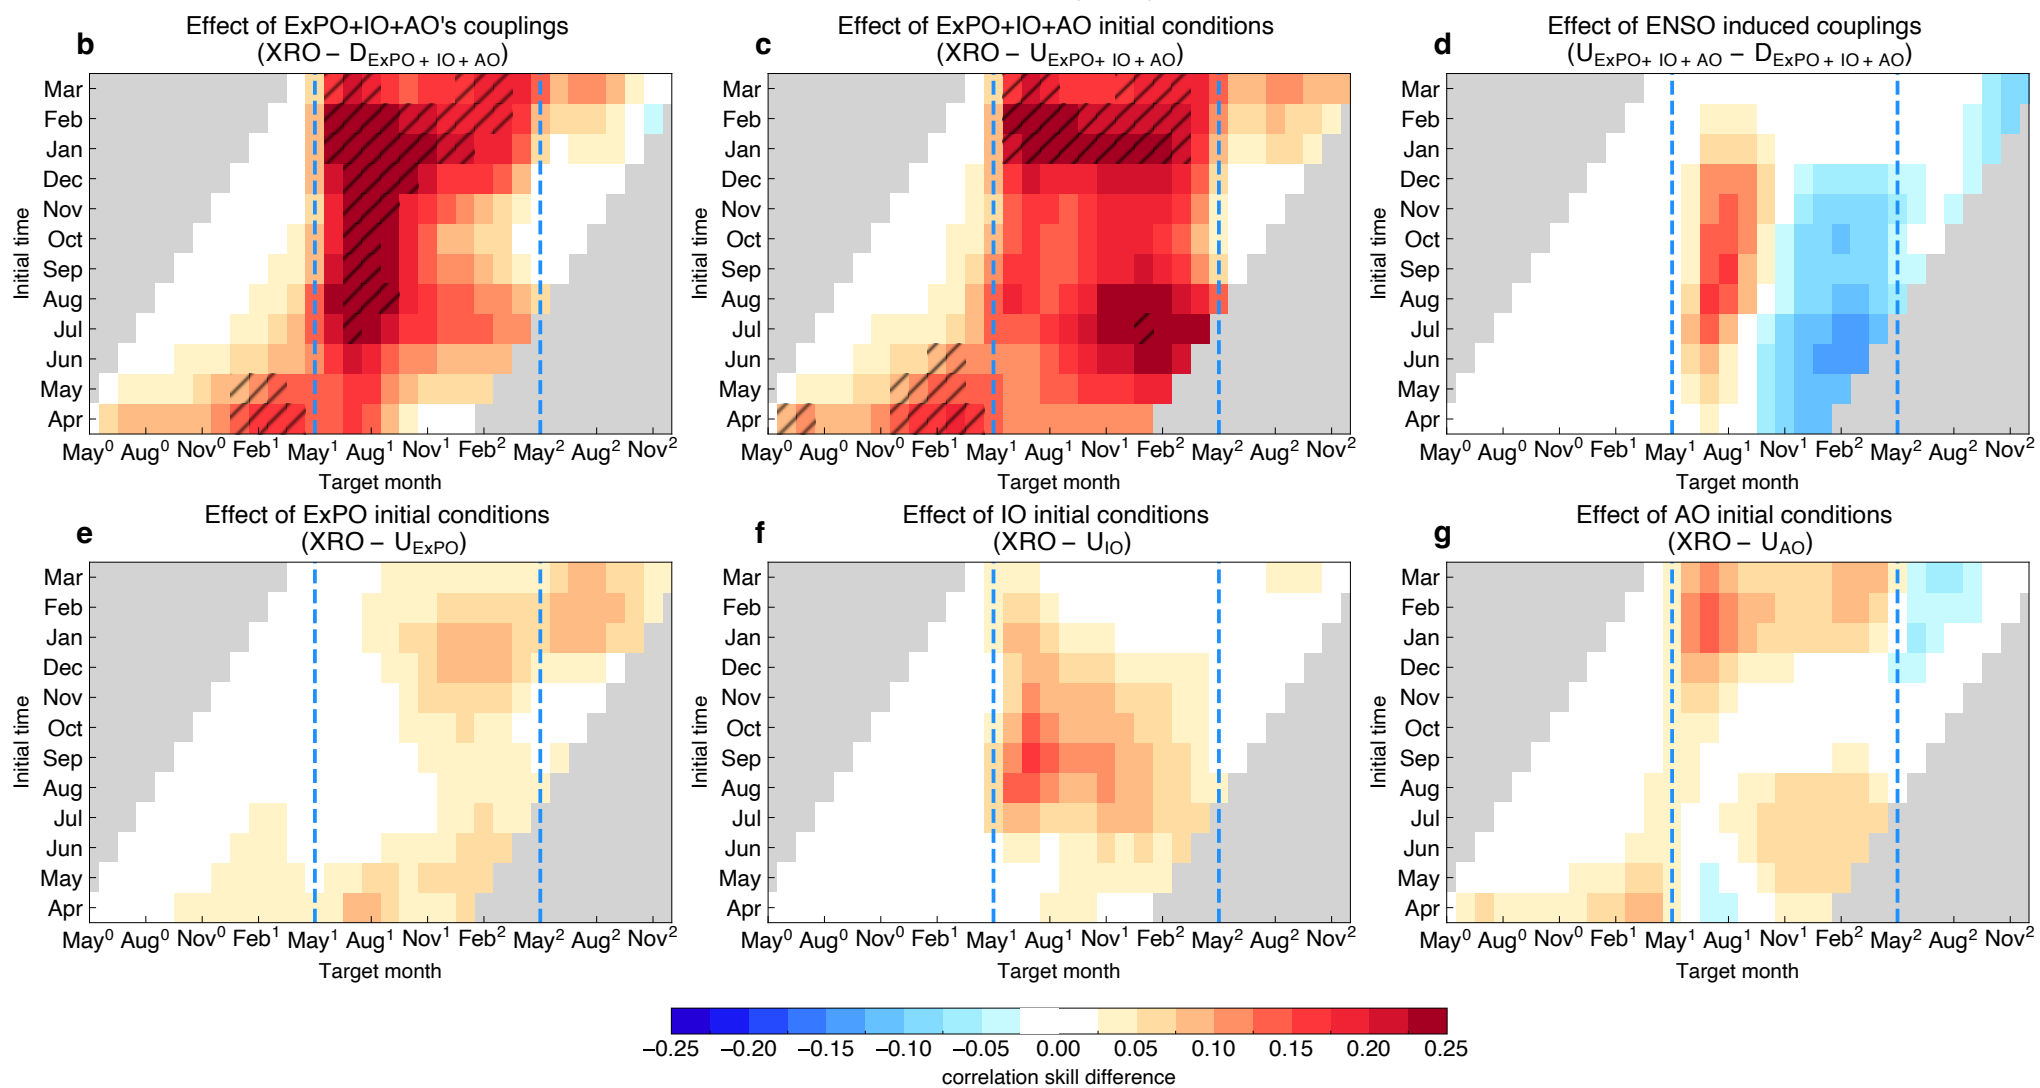 b
Effect of ExPO+IO+AO's couplings
(XRO – D_ExPO + IO + AO)
Mar
Feb
Jan
Dec
Nov
Oct
Sep
Aug
Jul
Jun
May
Apr
Initial time
May⁰ Aug⁰ Nov⁰ Feb¹ May¹ Aug¹ Nov¹ Feb² May² Aug² Nov²
Target month
c
Effect of ExPO+IO+AO initial conditions
(XRO – U_ExPO+ IO + AO)
Mar
Feb
Jan
Dec
Nov
Oct
Sep
Aug
Jul
Jun
May
Apr
Initial time
May⁰ Aug⁰ Nov⁰ Feb¹ May¹ Aug¹ Nov¹ Feb² May² Aug² Nov²
Target month
d
Effect of ENSO induced couplings
(U_ExPO+ IO + AO – D_ExPO + IO + AO)
Mar
Feb
Jan
Dec
Nov
Oct
Sep
Aug
Jul
Jun
May
Apr
Initial time
May⁰ Aug⁰ Nov⁰ Feb¹ May¹ Aug¹ Nov¹ Feb² May² Aug² Nov²
Target month
e
Effect of ExPO initial conditions
(XRO – U_ExPO)
Mar
Feb
Jan
Dec
Nov
Oct
Sep
Aug
Jul
Jun
May
Apr
Initial time
May⁰ Aug⁰ Nov⁰ Feb¹ May¹ Aug¹ Nov¹ Feb² May² Aug² Nov²
Target month
f
Effect of IO initial conditions
(XRO – U_IO)
Mar
Feb
Jan
Dec
Nov
Oct
Sep
Aug
Jul
Jun
May
Apr
Initial time
May⁰ Aug⁰ Nov⁰ Feb¹ May¹ Aug¹ Nov¹ Feb² May² Aug² Nov²
Target month
g
Effect of AO initial conditions
(XRO – U_AO)
Mar
Feb
Jan
Dec
Nov
Oct
Sep
Aug
Jul
Jun
May
Apr
Initial time
May⁰ Aug⁰ Nov⁰ Feb¹ May¹ Aug¹ Nov¹ Feb² May² Aug² Nov²
Target month
–0.25 –0.20 –0.15 –0.10 –0.05 0.00 0.05 0.10 0.15 0.20 0.25
correlation skill difference